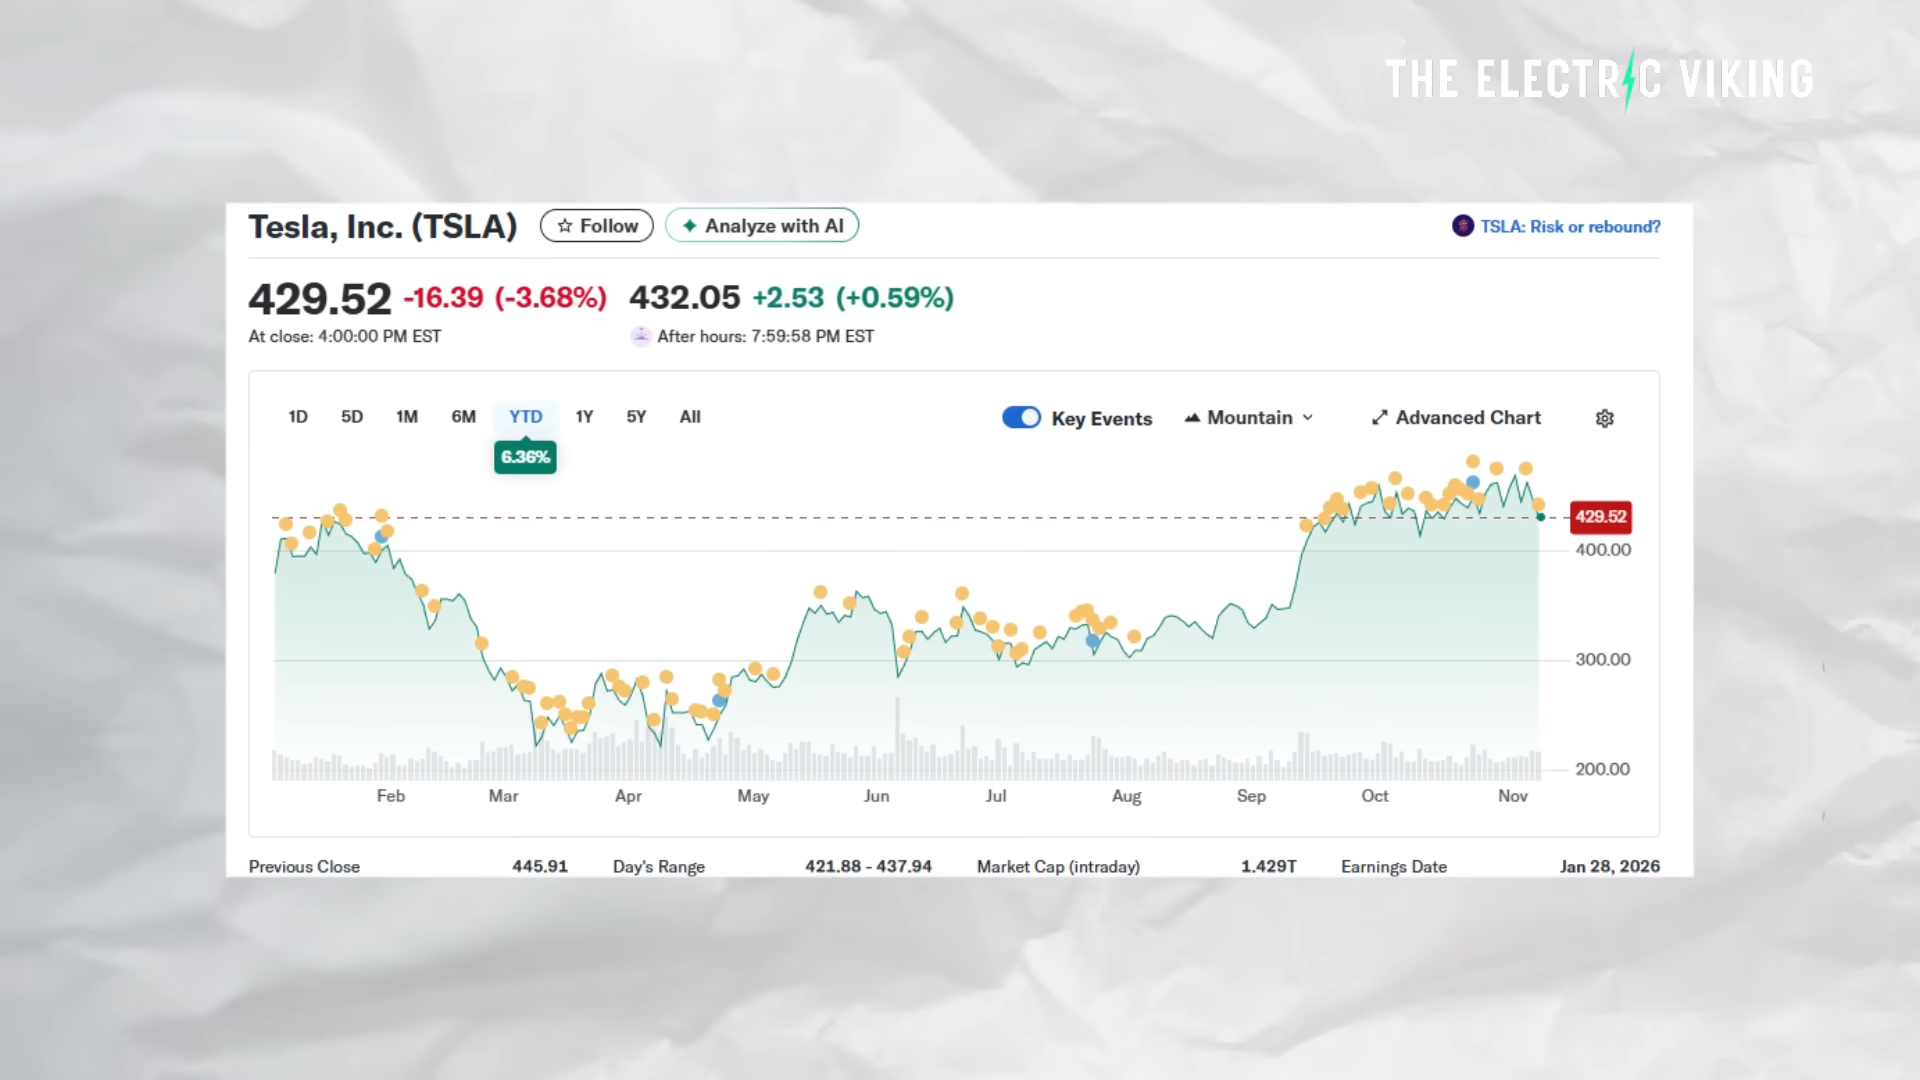 THE ELECTRIC VIKING
Tesla, Inc. (TSLA) Follow Analyze with AI TSLA: Risk or rebound?
429.52 -16.39 (-3.68%) 432.05 +2.53 (+0.59%)
At close: 4:00:00 PM EST After hours: 7:59:58 PM EST
1D 5D 1M 6M YTD 1Y 5Y All Key Events Mountain Advanced Chart
6.36%
429.52
400.00
300.00
200.00
Feb Mar Apr May Jun Jul Aug Sep Oct Nov
Previous Close 445.91 Day's Range 421.88 - 437.94 Market Cap (intraday) 1.429T Earnings Date Jan 28, 2026